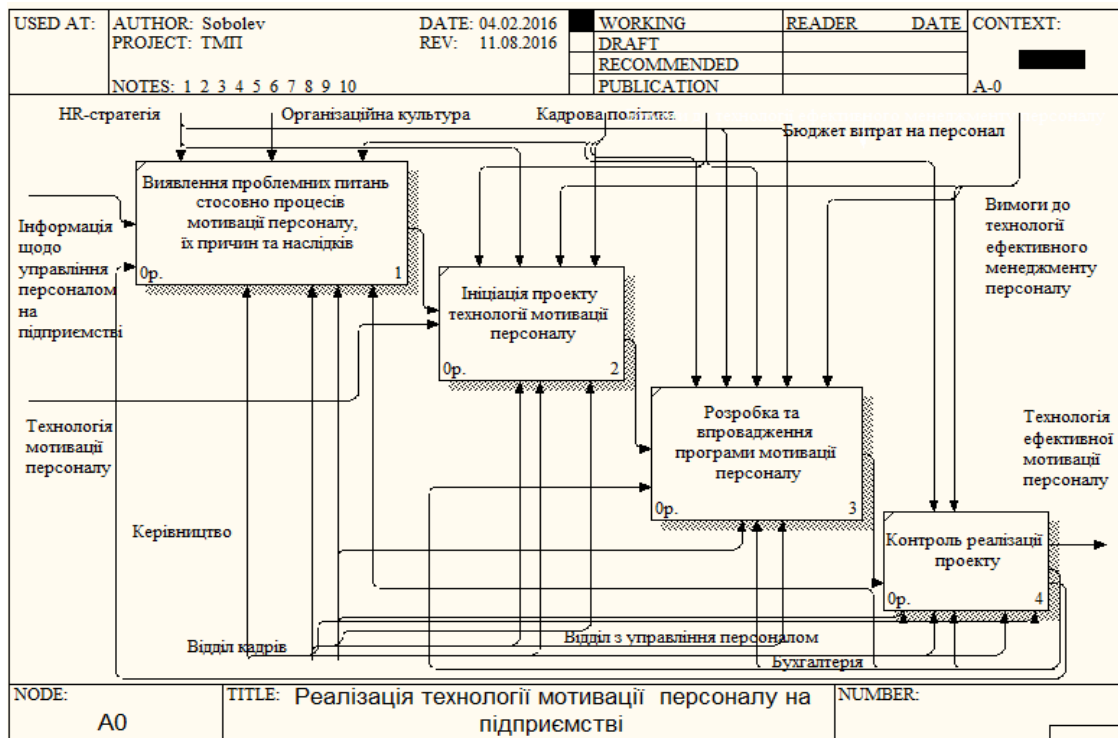 USED AT:
AUTHOR: Sobolev
DATE: 04.02.2016
PROJECT: ТМП
REV: 11.08.2016
NOTES: 1 2 3 4 5 6 7 8 9 10
WORKING
DRAFT
RECOMMENDED
PUBLICATION
READER
DATE
CONTEXT:
A-0
HR-стратегія
Організаційна культура
Кадрова політика
Бюджет витрат на персонал
Виявлення проблемних питань
стосовно процесів
мотивації персоналу,
їх причин та наслідків
0р.
1
Інформація
щодо
управління
персоналом
на
підприємстві
Вимоги до
технології
ефективного
менеджменту
персоналу
Ініціація проекту
технології мотивації
персоналу
0р.
2
Технологія
мотивації
персоналу
Розробка та
впровадження
програми мотивації
персоналу
0р.
3
Технологія
ефективної
мотивації
персоналу
Керівництво
Контроль реалізації
проекту
0р.
4
Відділ кадрів
Відділ з управління персоналом
Бухгалтерія
NODE:
A0
TITLE:
Реалізація технології мотивації персоналу на
підприємстві
NUMBER: